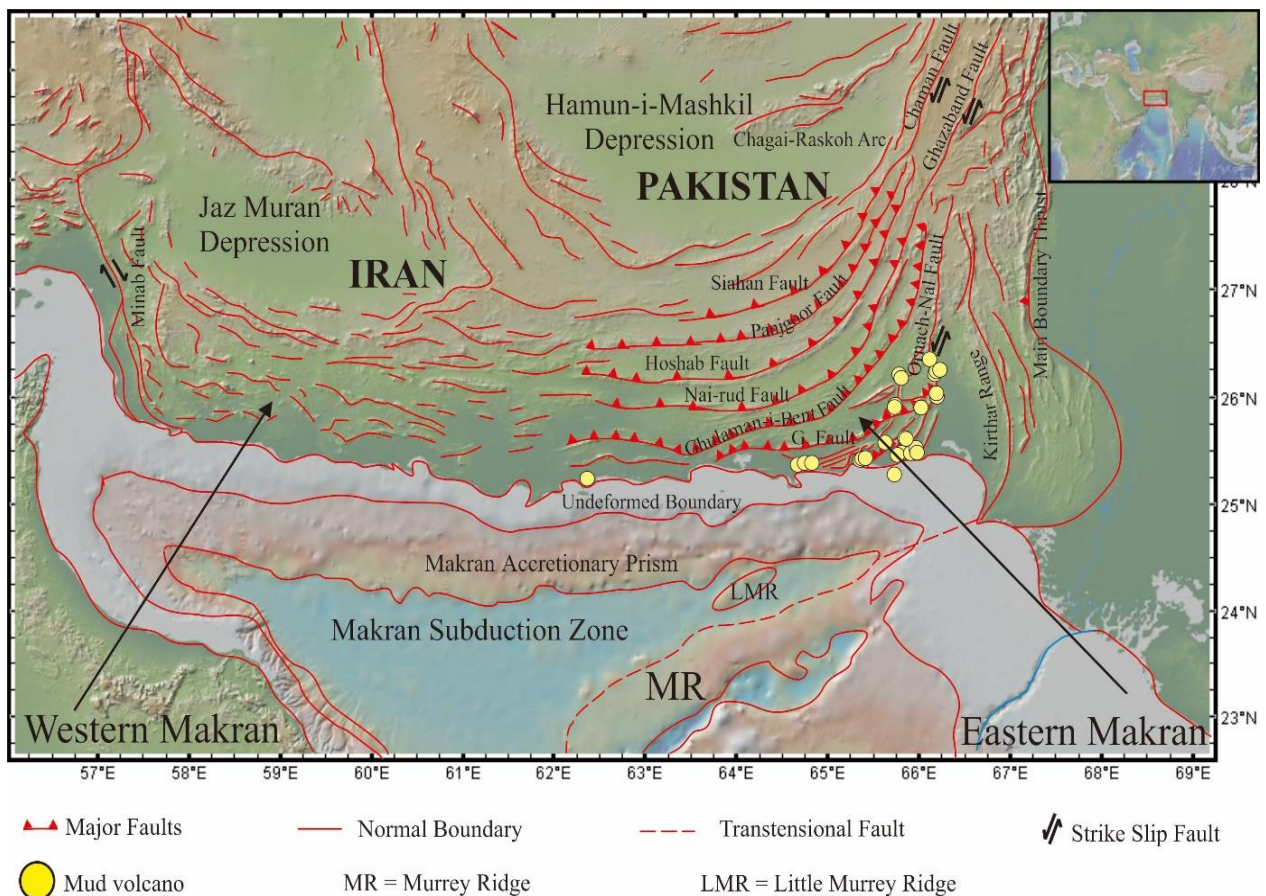 Hamun-i-Mashkil
Depression
Chagai-Raskoh Arc
PAKISTAN
Chaman Fault
Ghazaband Fault
Jaz Muran
Depression
IRAN
Minab Fault
Siahan Fault
Panjgoor Fault
Hoshab Fault
Nai-rud Fault
Ghulaman-i-Bent Fault
G. Fault
Ornach-Nal Fault
Kirthar Range
Main Boundary Thrust
Undeformed Boundary
Makran Accretionary Prism
LMR
Makran Subduction Zone
MR
Western Makran
Eastern Makran
27°N
26°N
25°N
24°N
23°N
57°E 58°E 59°E 60°E 61°E 62°E 63°E 64°E 65°E 66°E 67°E 68°E 69°E
Major Faults
Normal Boundary
Transtensional Fault
Strike Slip Fault
Mud volcano
MR = Murrey Ridge
LMR = Little Murrey Ridge